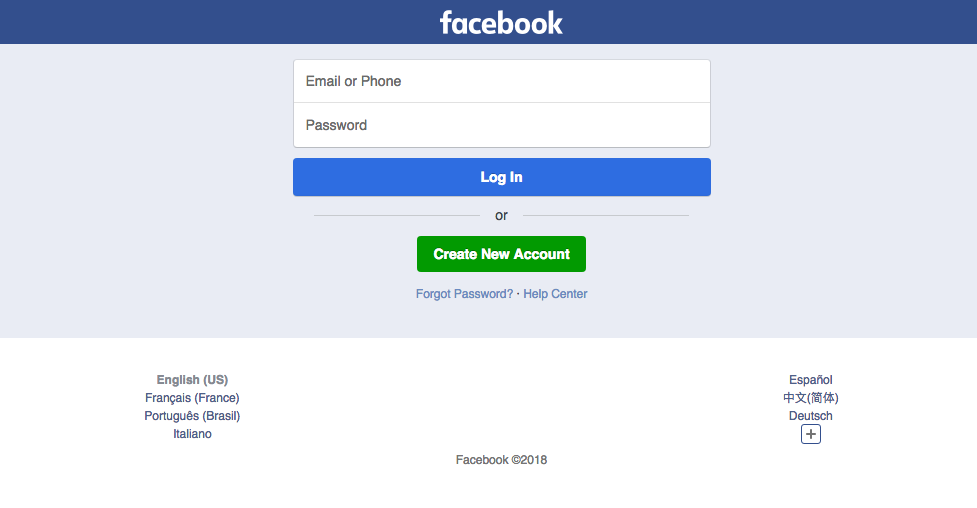 facebook
Email or Phone
Password
Log In
or
Create New Account
Forgot Password? · Help Center
English (US)
Français (France)
Português (Brasil)
Italiano
Español
中文(简体)
Deutsch
+
Facebook ©2018